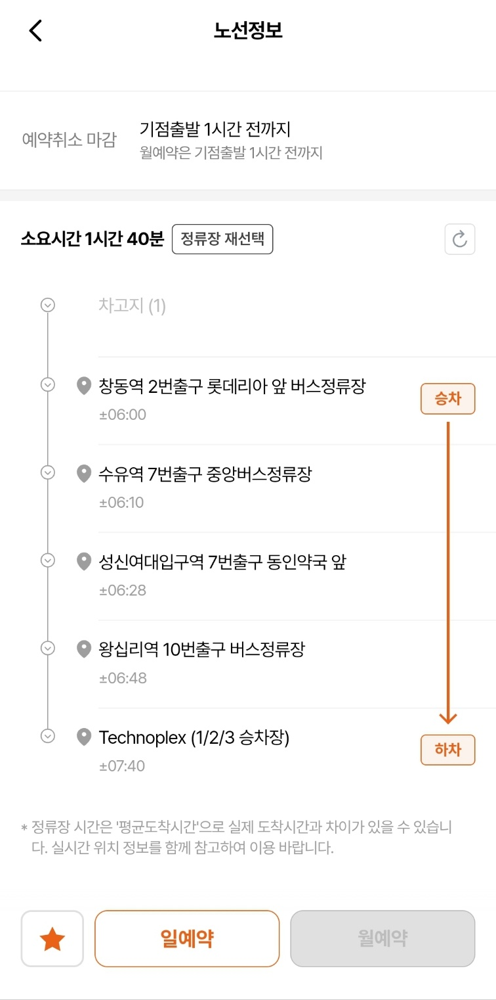 노선정보
예약취소 마감
기점출발 1시간 전까지
월예약은 기점출발 1시간 전까지
소요시간 1시간 40분
정류장 재선택
차고지 (1)
창동역 2번출구 롯데리아 앞 버스정류장
±06:00
승차
수유역 7번출구 중앙버스정류장
±06:10
성신여대입구역 7번출구 동인약국 앞
±06:28
왕십리역 10번출구 버스정류장
±06:48
Technoplex (1/2/3 승차장)
±07:40
하차
* 정류장 시간은 '평균도착시간'으로 실제 도착시간과 차이가 있을 수 있습니
다. 실시간 위치 정보를 함께 참고하여 이용 바랍니다.
일예약
월예약